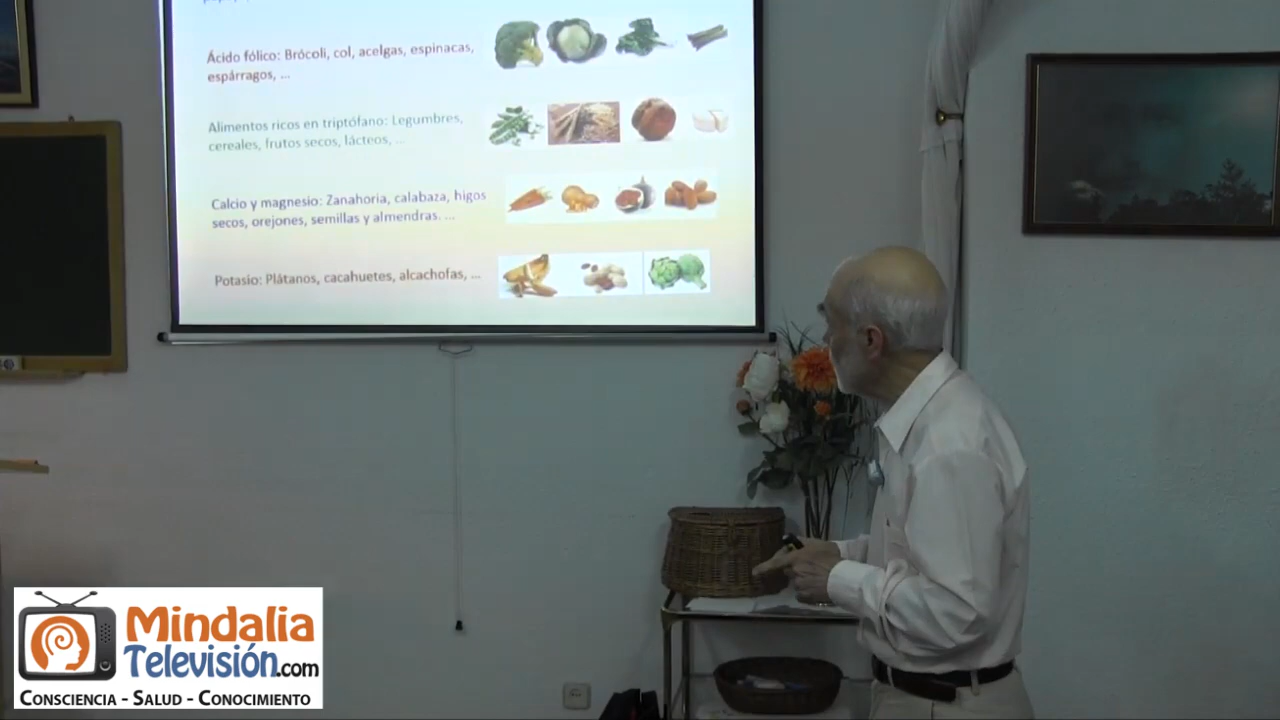 Ácido fólico: Brócoli, col, acelgas, espinacas,
espárragos, ...
Alimentos ricos en triptófano: Legumbres,
cereales, frutos secos, lácteos, ...
Calcio y magnesio: Zanahoria, calabaza, higos
secos, orejones, semillas y almendras. ...
Potasio: Plátanos, cacahuetes, alcachofas, ...
Mindalia
Televisión.com
CONSCIENCIA - SALUD - CONOCIMIENTO